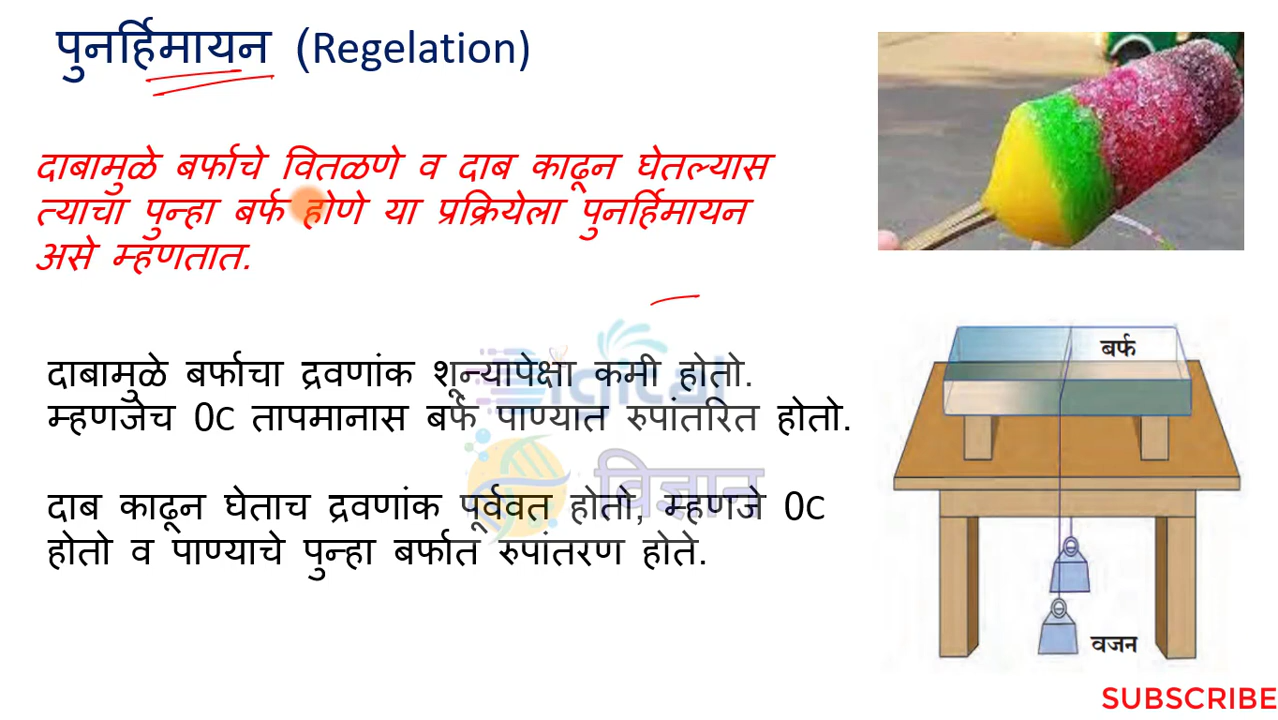 पुनर्हिमायन (Regelation)
दाबामुळे बर्फाचे वितळणे व दाब काढून घेतल्यास
त्याचा पुन्हा बर्फ होणे या प्रक्रियेला पुनर्हिमायन
असे म्हणतात.
दाबामुळे बर्फाचा द्रवणांक शून्यापेक्षा कमी होतो.
म्हणजेच 0C तापमानास बर्फ पाण्यात रुपांतरित होतो.
दाब काढून घेताच द्रवणांक पूर्ववत होतो, म्हणजे 0C
होतो व पाण्याचे पुन्हा बर्फात रुपांतरण होते.
बर्फ
वजन
Digital
विज्ञान
SUBSCRIBE